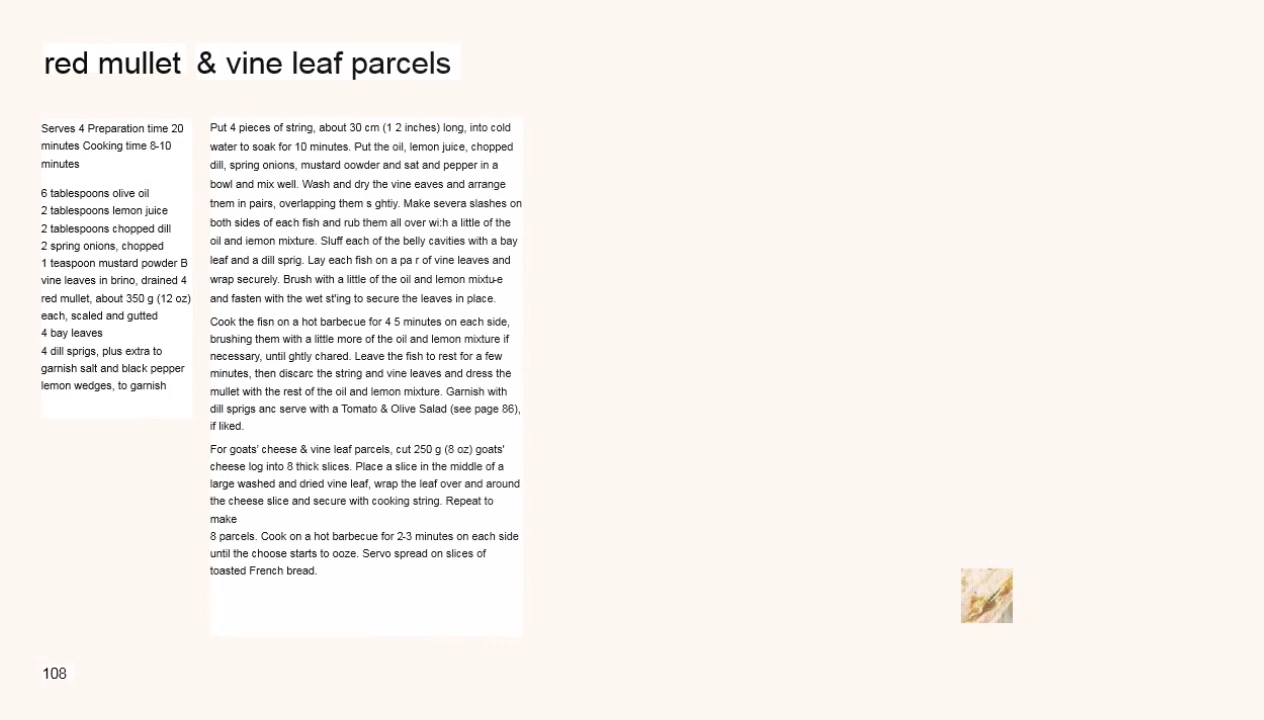 red mullet & vine leaf parcels
Serves 4 Preparation time 20
minutes Cooking time 8-10
minutes
6 tablespoons olive oil
2 tablespoons lemon juice
2 tablespoons chopped dill
2 spring onions, chopped
1 teaspoon mustard powder B
vine leaves in brino, drained 4
red mullet, about 350 g (12 oz)
each, scaled and gutted
4 bay leaves
4 dill sprigs, plus extra to
garnish salt and black pepper
lemon wedges, to garnish
Put 4 pieces of string, about 30 cm (1 2 inches) long, into cold
water to soak for 10 minutes. Put the oil, lemon juice, chopped
dill, spring onions, mustard oowder and sat and pepper in a
bowl and mix well. Wash and dry the vine eaves and arrange
tnem in pairs, overlapping them s ghtiy. Make severa slashes on
both sides of each fish and rub them all over wi:h a little of the
oil and iemon mixture. Sluff each of the belly cavities with a bay
leaf and a dill sprig. Lay each fish on a pa r of vine leaves and
wrap securely. Brush with a little of the oil and lemon mixtu-e
and fasten with the wet st'ing to secure the leaves in place.
Cook the fisn on a hot barbecue for 4 5 minutes on each side,
brushing them with a little more of the oil and lemon mixture if
necessary, until ghtly chared. Leave the fish to rest for a few
minutes, then discarc the string and vine leaves and dress the
mullet with the rest of the oil and lemon mixture. Garnish with
dill sprigs anc serve with a Tomato & Olive Salad (see page 86),
if liked.
For goats' cheese & vine leaf parcels, cut 250 g (8 oz) goats'
cheese log into 8 thick slices. Place a slice in the middle of a
large washed and dried vine leaf, wrap the leaf over and around
the cheese slice and secure with cooking string. Repeat to
make
8 parcels. Cook on a hot barbecue for 2-3 minutes on each side
until the choose starts to ooze. Servo spread on slices of
toasted French bread.
108